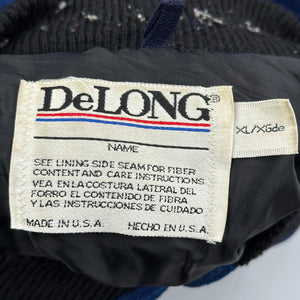 DeLONG
NAME
XL/XGde
SEE LINING SIDE SEAM FOR FIBER
CONTENT AND CARE INSTRUCTIONS
VEA EN LA COSTURA LATERAL DEL
FORRO EL CONTENIDO DE FIBRA
Y LAS INSTRUCCIONES DE CUIDADO
MADE IN U.S.A. HECHO EN U.S.A.